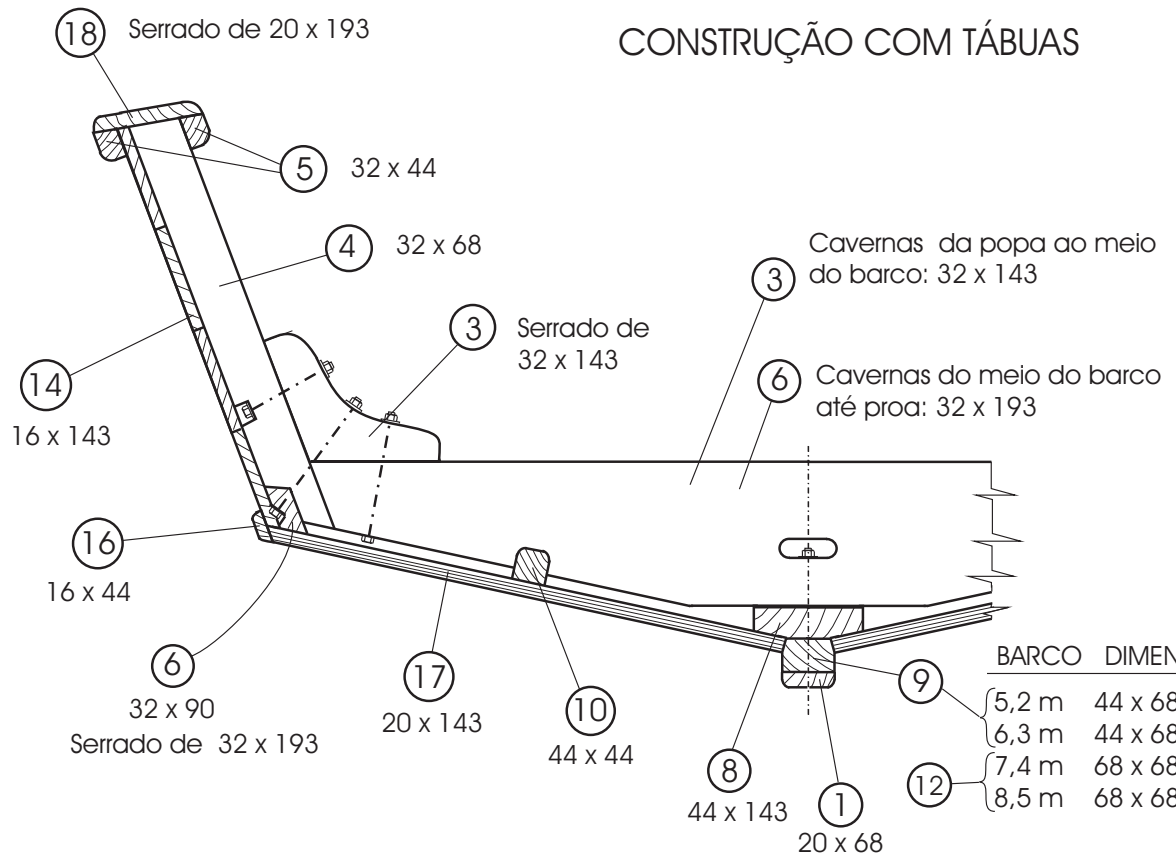 CONSTRUÇÃO COM TÁBUAS
18 Serrado de 20 x 193
5 32 x 44
4 32 x 68
3 Cavernas da popa ao meio
do barco: 32 x 143
3 Serrado de
32 x 143
6 Cavernas do meio do barco
até proa: 32 x 193
14
16 x 143
16
16 x 44
6
32 x 90
Serrado de 32 x 193
17
20 x 143
10
44 x 44
8
44 x 143
1
20 x 68
BARCO DIMEN
9
5,2 m 44 x 68
6,3 m 44 x 68
12
7,4 m 68 x 68
8,5 m 68 x 68